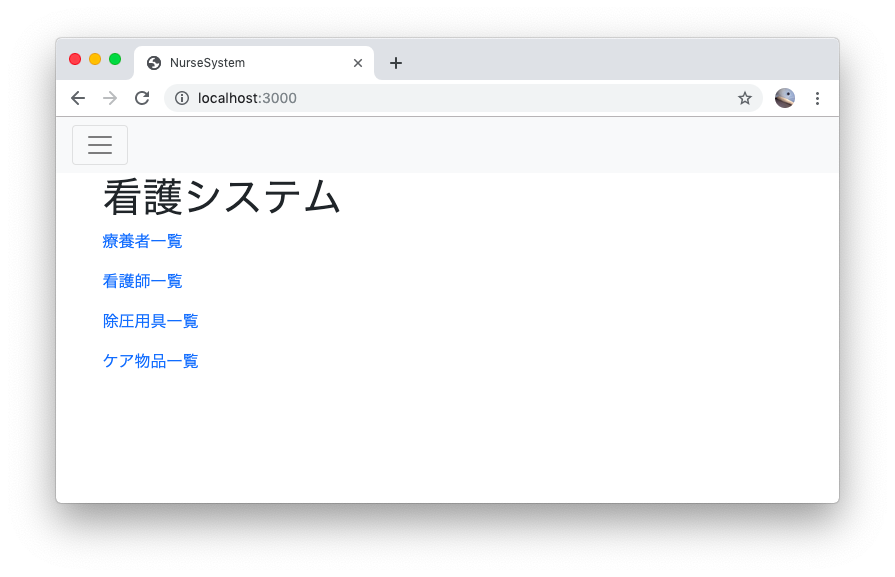 NurseSystem
localhost:3000
看護システム
療養者一覧
看護師一覧
除圧用具一覧
ケア物品一覧